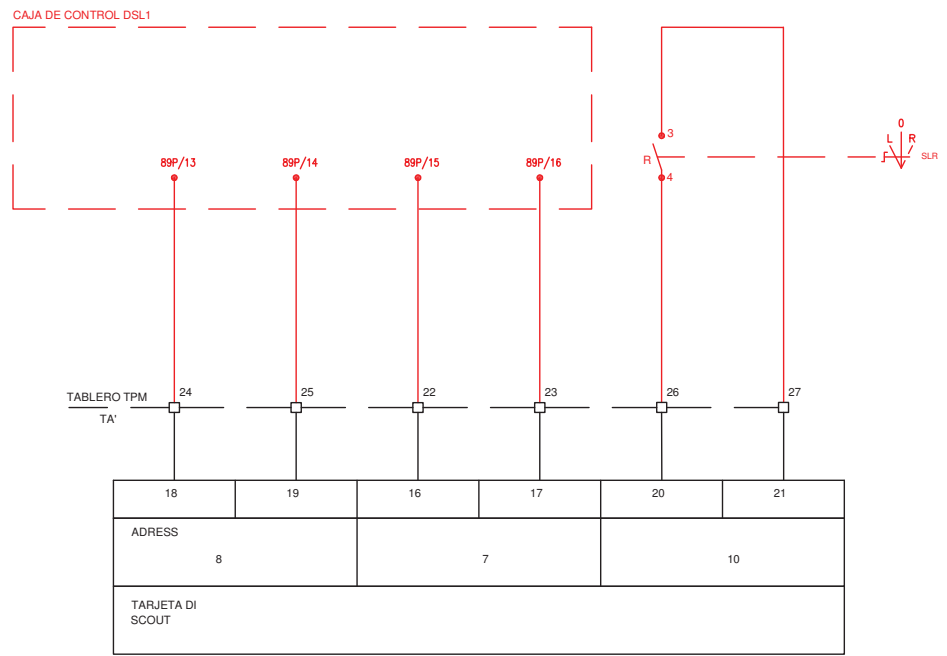 CAJA DE CONTROL DSL1
0
L R
SLR
3
R
4
89P/13 89P/14 89P/15 89P/16
TABLERO TPM
TA'
24 25 22 23 26 27
18 19 16 17 20 21
ADRESS
8 7 10
TARJETA DI
SCOUT